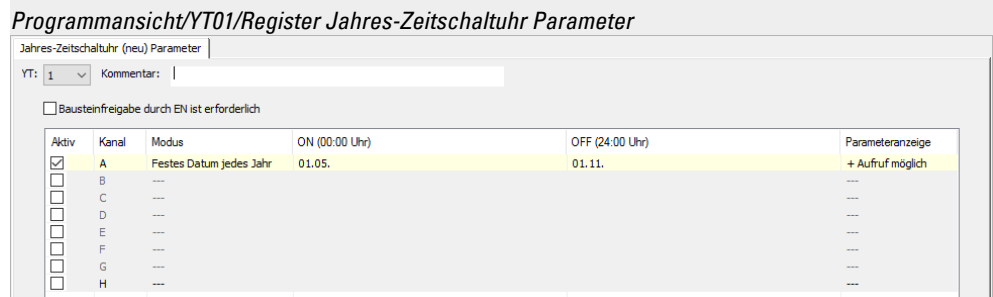 Programmansicht/YT01/Register Jahres-Zeitschaltuhr Parameter
Jahres-Zeitschaltuhr (neu) Parameter
YT: 1 Kommentar:
Bausteinfreigabe durch EN ist erforderlich
Aktiv Kanal Modus ON (00:00 Uhr) OFF (24:00 Uhr) Parameteranzeige
A Festes Datum jedes Jahr 01.05. 01.11. + Aufruf möglich
B --- ---
C --- ---
D --- ---
E --- ---
F --- ---
G --- ---
H --- ---